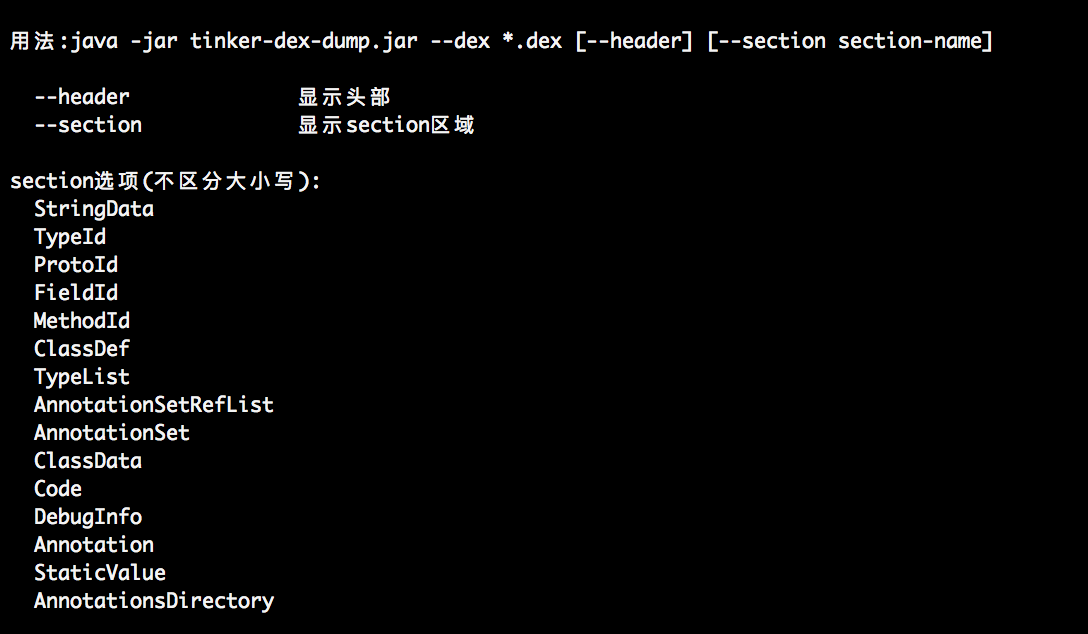 用法:java -jar tinker-dex-dump.jar --dex *.dex [--header] [--section section-name]
--header 显示头部
--section 显示section区域
section选项(不区分大小写):
StringData
TypeId
ProtoId
FieldId
MethodId
ClassDef
TypeList
AnnotationSetRefList
AnnotationSet
ClassData
Code
DebugInfo
Annotation
StaticValue
AnnotationsDirectory